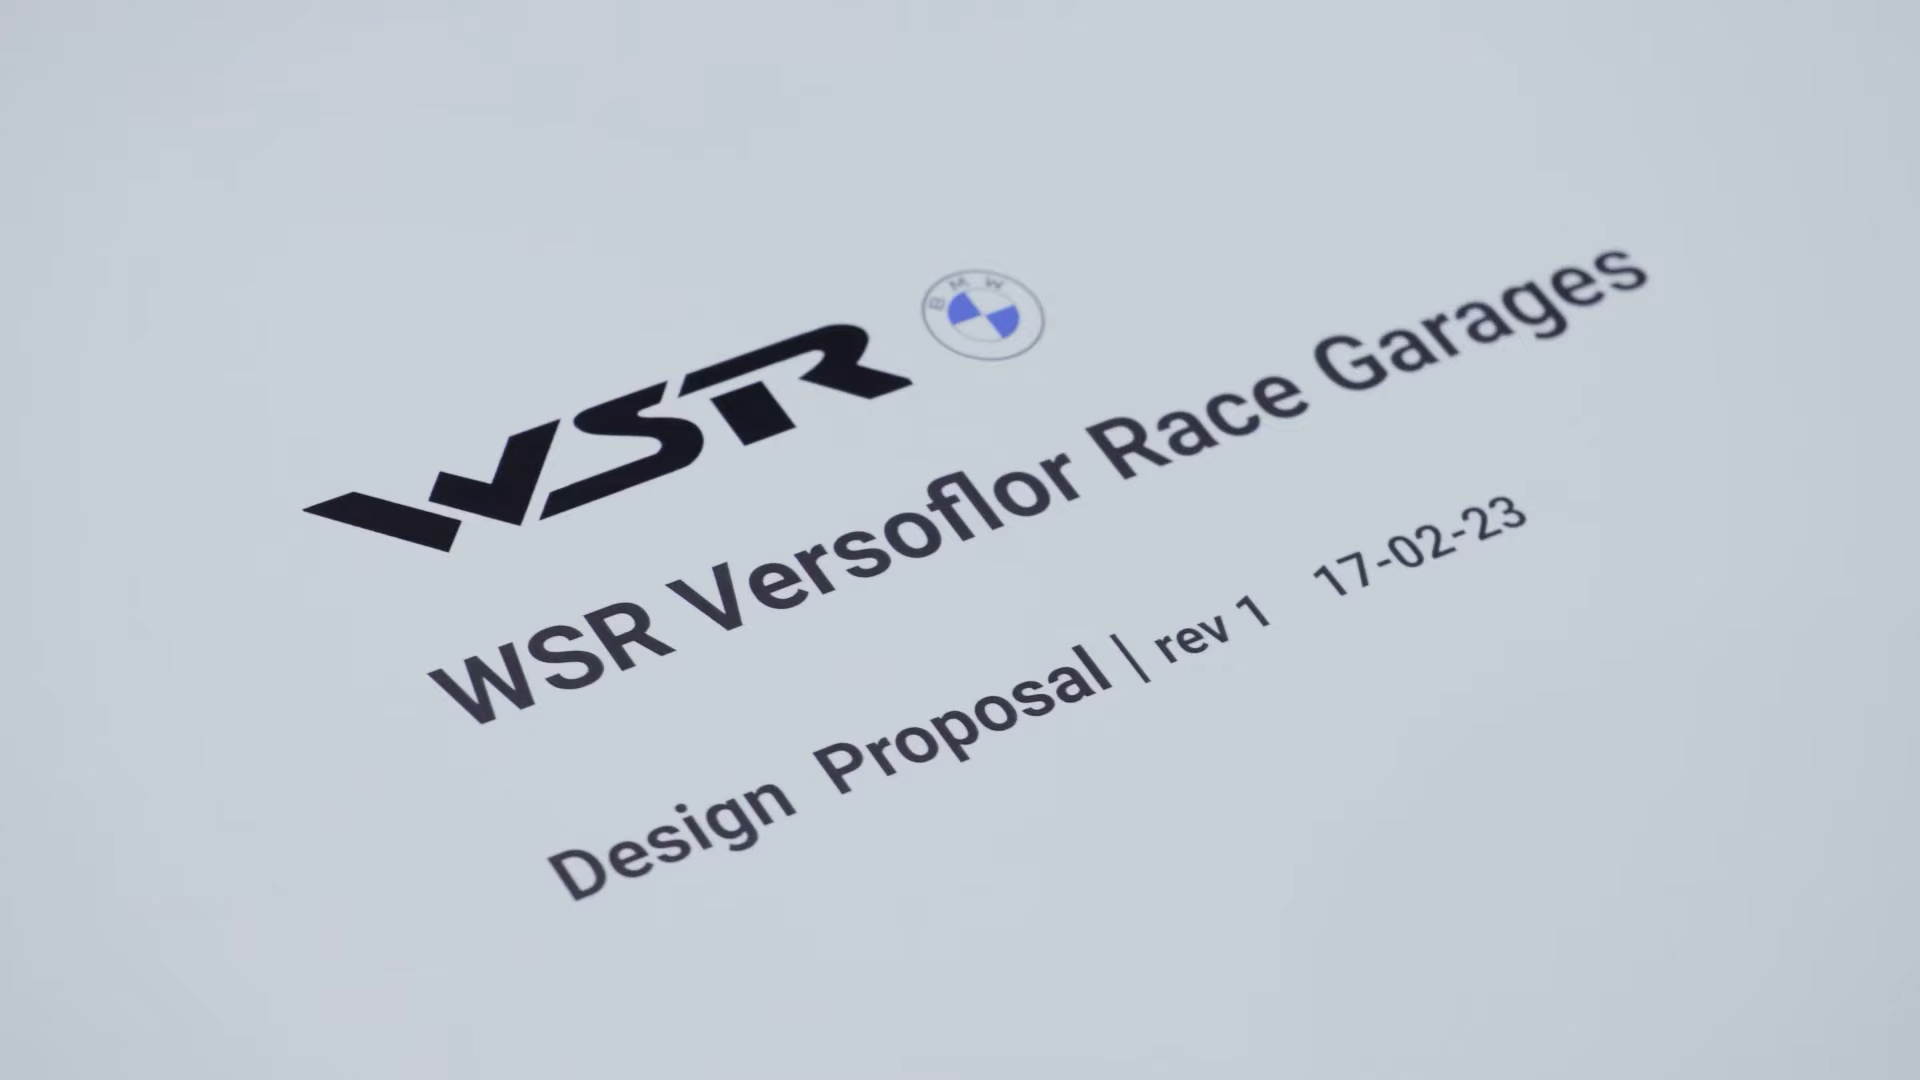 WSR
BMW
WSR Versoflor Race Garages
Design Proposal | rev 1 17-02-23